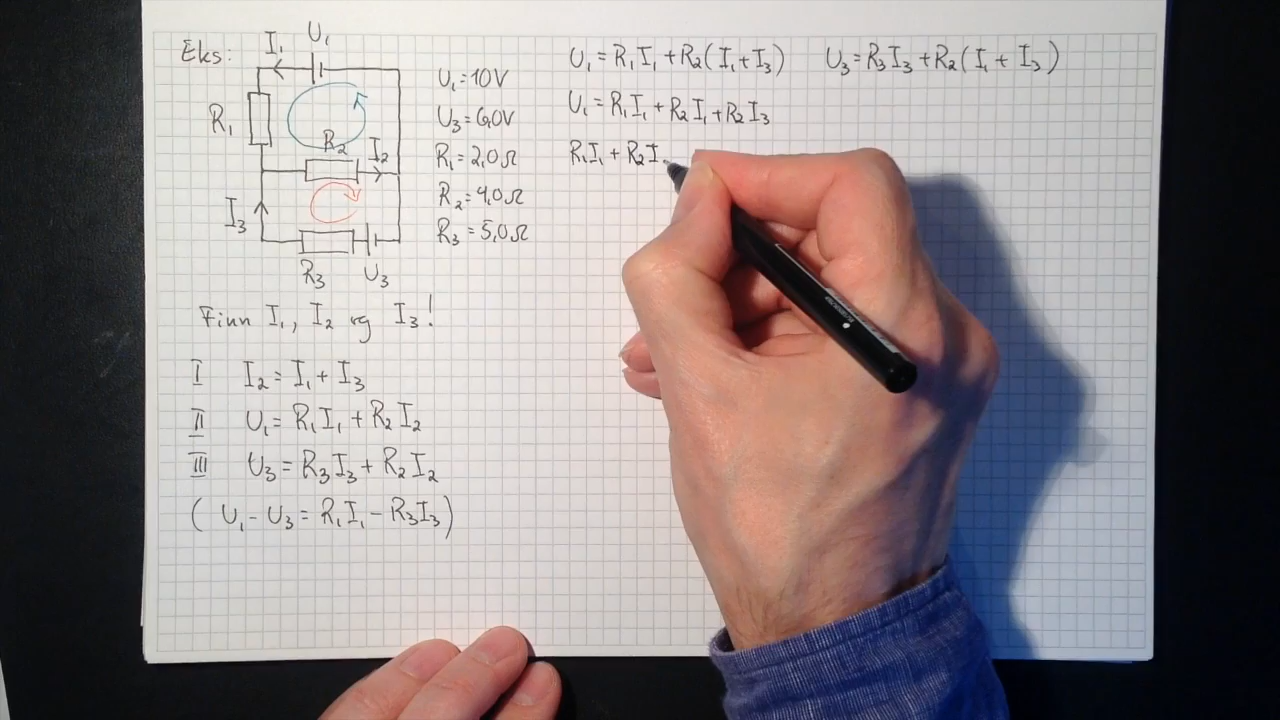 Eks:
I₁
U₁
R₁
R₂
I₂
I₃
R₃
U₃
U₁=10V
U₃=6,0V
R₁=2,0Ω
R₂=4,0Ω
R₃=5,0Ω
Finn I₁, I₂ og I₃!
I I₂ = I₁ + I₃
II U₁ = R₁I₁ + R₂I₂
III U₃ = R₃I₃ + R₂I₂
( U₁ - U₃ = R₁I₁ - R₃I₃ )
U₁ = R₁I₁ + R₂(I₁+I₃) U₃ = R₃I₃ + R₂(I₁ + I₃)
U₁ = R₁I₁ + R₂I₁ + R₂I₃
R₁I₁ + R₂I